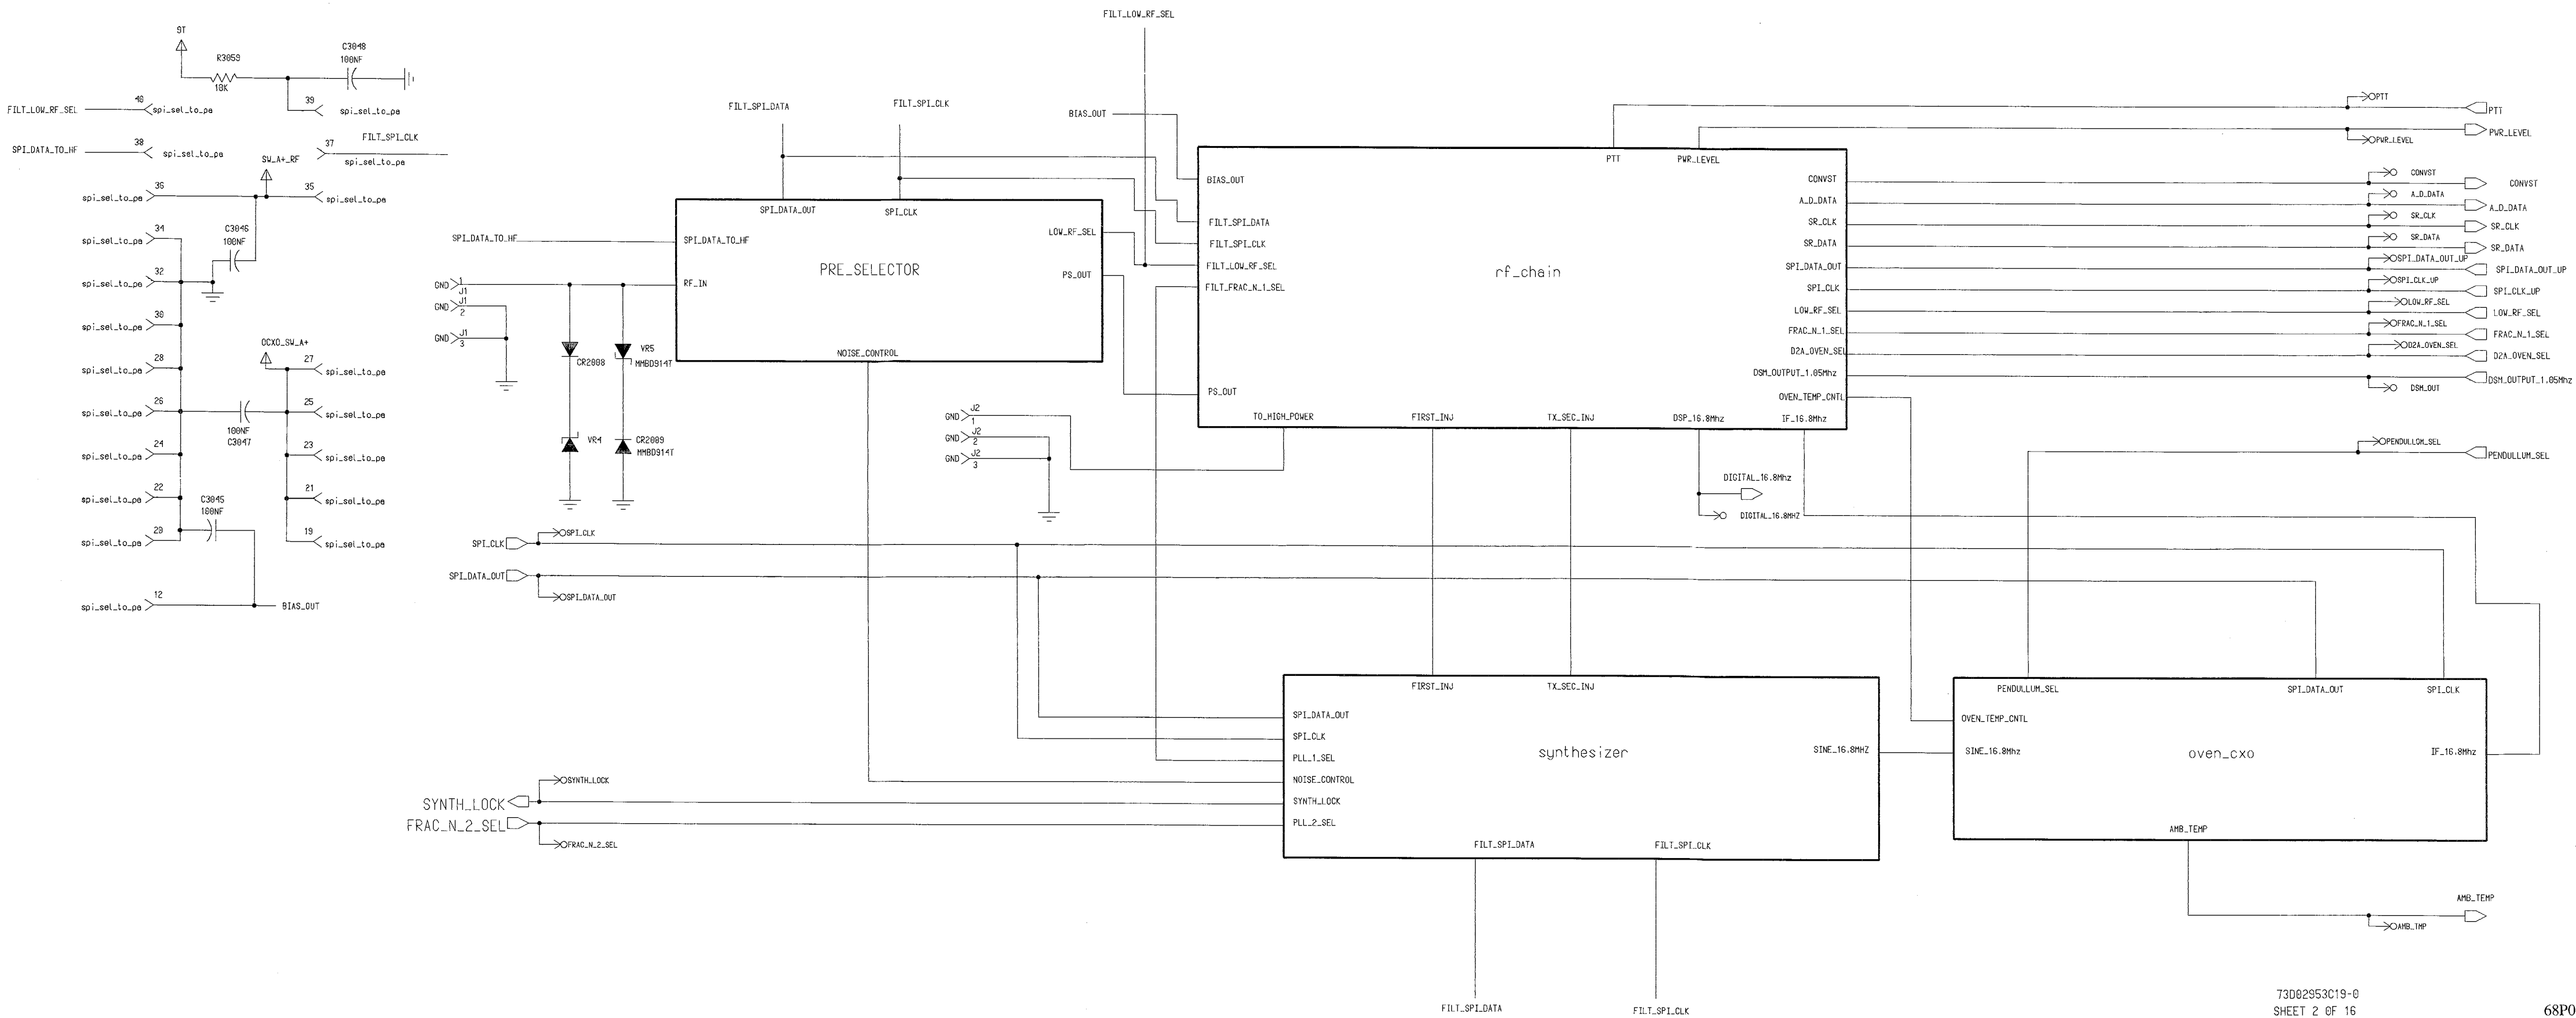 FILT_LOW_RF_SEL
9T
R3059
10K
C3048
100NF
FILT_LOW_RF_SEL
40
spi_sel_to_pa
39
spi_sel_to_pa
SPI_DATA_TO_HF
38
spi_sel_to_pa
37
FILT_SPI_CLK
spi_sel_to_pa
SW_A+_RF
36
spi_sel_to_pa
35
spi_sel_to_pa
34
spi_sel_to_pa
C3046
100NF
32
spi_sel_to_pa
30
spi_sel_to_pa
OCXO_SW_A+
28
spi_sel_to_pa
27
spi_sel_to_pa
26
spi_sel_to_pa
100NF
C3047
25
spi_sel_to_pa
24
spi_sel_to_pa
23
spi_sel_to_pa
22
spi_sel_to_pa
C3045
100NF
21
spi_sel_to_pa
20
spi_sel_to_pa
19
spi_sel_to_pa
12
spi_sel_to_pa
BIAS_OUT
FILT_SPI_DATA
FILT_SPI_CLK
BIAS_OUT
SPI_DATA_TO_HF
GND
1
J1
GND
J1
2
GND
J1
3
CR2008
VR5
MMBD914T
VR4
CR2009
MMBD914T
SPI_DATA_OUT
SPI_CLK
SPI_DATA_TO_HF
LOW_RF_SEL
PRE_SELECTOR
RF_IN
PS_OUT
NOISE_CONTROL
GND
J2
1
GND
J2
2
GND
J2
3
PTT
PWR_LEVEL
BIAS_OUT
FILT_SPI_DATA
FILT_SPI_CLK
FILT_LOW_RF_SEL
FILT_FRAC_N_1_SEL
PS_OUT
rf_chain
CONVST
A_D_DATA
SR_CLK
SR_DATA
SPI_DATA_OUT
SPI_CLK
LOW_RF_SEL
FRAC_N_1_SEL
D2A_OVEN_SEL
DSM_OUTPUT_1.05Mhz
OVEN_TEMP_CNTL
TO_HIGH_POWER
FIRST_INJ
TX_SEC_INJ
DSP_16.8Mhz
IF_16.8Mhz
PTT
PTT
PWR_LEVEL
PWR_LEVEL
CONVST
CONVST
A_D_DATA
A_D_DATA
SR_CLK
SR_CLK
SR_DATA
SR_DATA
SPI_DATA_OUT_UP
SPI_DATA_OUT_UP
SPI_CLK_UP
SPI_CLK_UP
LOW_RF_SEL
LOW_RF_SEL
FRAC_N_1_SEL
FRAC_N_1_SEL
D2A_OVEN_SEL
D2A_OVEN_SEL
DSM_OUTPUT_1.05Mhz
DSM_OUT
PENDULLOM_SEL
PENDULLUM_SEL
DIGITAL_16.8Mhz
DIGITAL_16.8MHZ
SPI_CLK
SPI_CLK
SPI_DATA_OUT
SPI_DATA_OUT
SYNTH_LOCK
SYNTH_LOCK
FRAC_N_2_SEL
FRAC_N_2_SEL
FIRST_INJ
TX_SEC_INJ
SPI_DATA_OUT
SPI_CLK
PLL_1_SEL
NOISE_CONTROL
SYNTH_LOCK
PLL_2_SEL
synthesizer
SINE_16.8MHZ
FILT_SPI_DATA
FILT_SPI_CLK
PENDULLUM_SEL
SPI_DATA_OUT
SPI_CLK
OVEN_TEMP_CNTL
SINE_16.8Mhz
oven_cxo
IF_16.8Mhz
AMB_TEMP
AMB_TEMP
AMB_TMP
FILT_SPI_DATA
FILT_SPI_CLK
73D02953C19-0
SHEET 2 OF 16
68P0